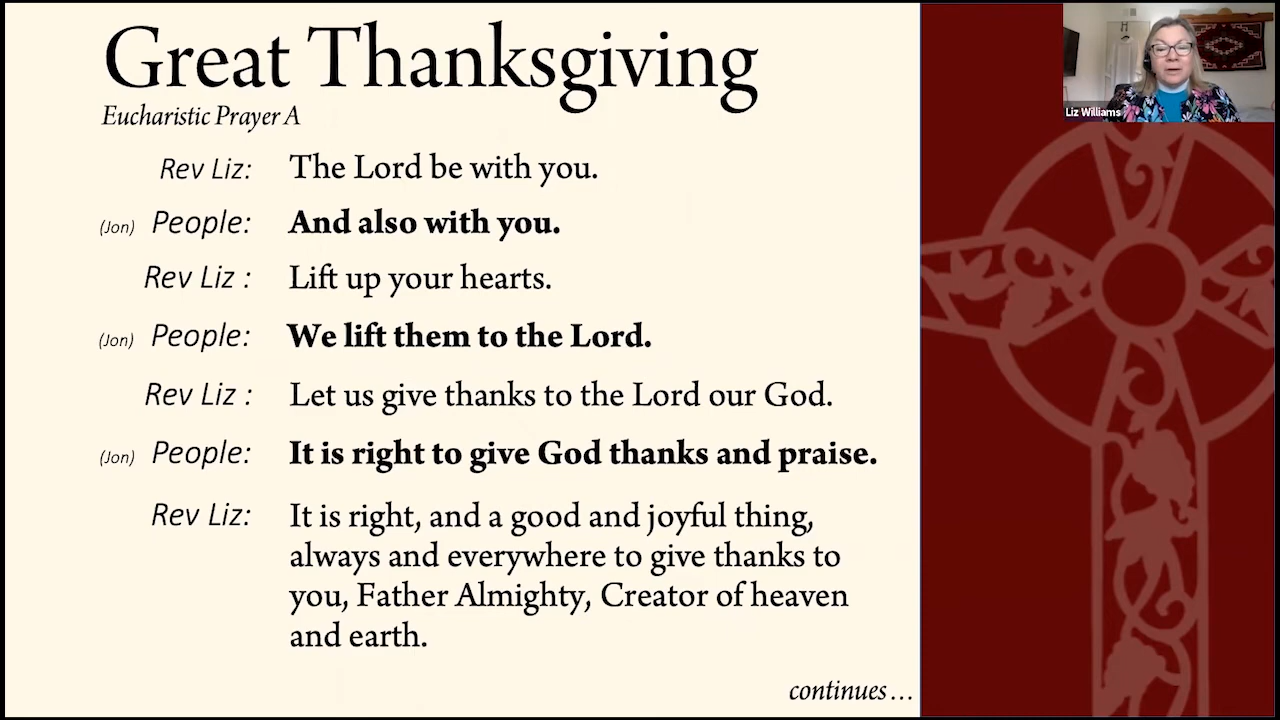 Great Thanksgiving
Eucharistic Prayer A
Rev Liz: The Lord be with you.
(Jon) People: And also with you.
Rev Liz : Lift up your hearts.
(Jon) People: We lift them to the Lord.
Rev Liz : Let us give thanks to the Lord our God.
(Jon) People: It is right to give God thanks and praise.
Rev Liz: It is right, and a good and joyful thing,
always and everywhere to give thanks to
you, Father Almighty, Creator of heaven
and earth.
continues...
Liz Williams